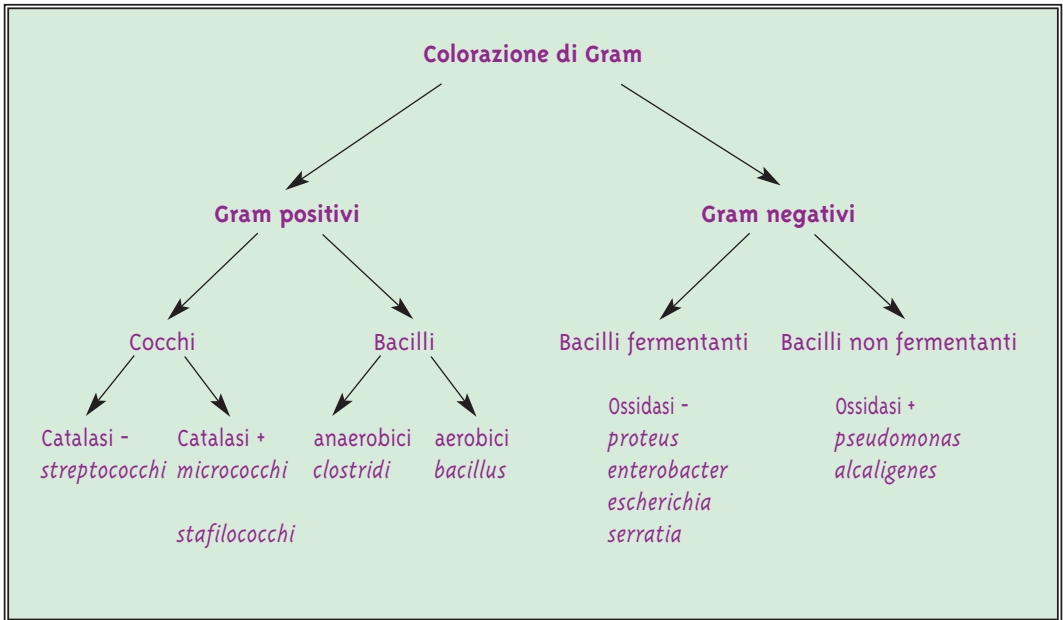 Colorazione di Gram
Gram positivi
Gram negativi
Cocchi
Bacilli
Bacilli fermentanti
Bacilli non fermentanti
Catalasi -
streptococchi
Catalasi +
micrococchi
stafilococchi
anaerobici
clostridi
aerobici
bacillus
Ossidasi -
proteus
enterobacter
escherichia
serratia
Ossidasi +
pseudomonas
alcaligenes